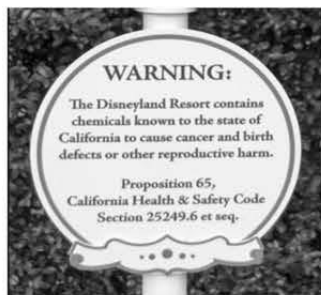 WARNING:
The Disneyland Resort contains
chemicals known to the state of
California to cause cancer and birth
defects or other reproductive harm.
Proposition 65,
California Health & Safety Code
Section 25249.6 et seq.